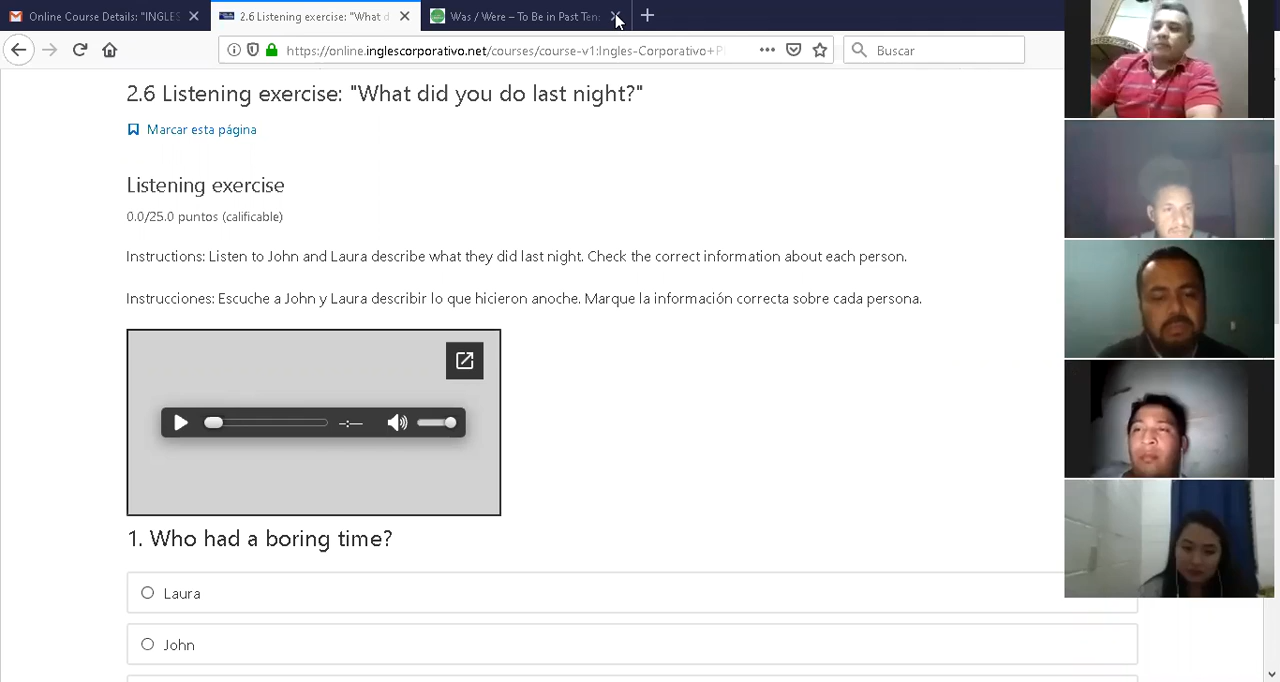 Online Course Details: "INGLES
2.6 Listening exercise: "What d
Was / Were – To Be in Past Ten
https://online.inglescorporativo.net/courses/course-v1:Ingles-Corporativo+P
Buscar
2.6 Listening exercise: "What did you do last night?"
Marcar esta página
Listening exercise
0.0/25.0 puntos (calificable)
Instructions: Listen to John and Laura describe what they did last night. Check the correct information about each person.
Instrucciones: Escuche a John y Laura describir lo que hicieron anoche. Marque la información correcta sobre cada persona.
-:--
1. Who had a boring time?
Laura
John